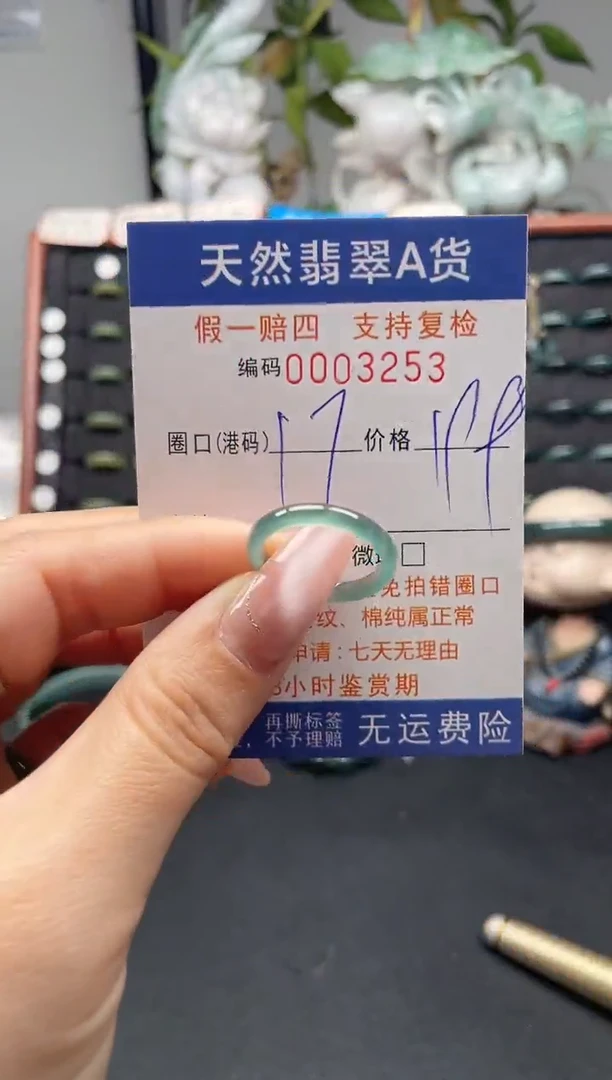 天然翡翠A货
假一赔四 支持复检
编码0003253
圈口(港码) 17 价格
微
免拍错圈口
纹、棉纯属正常
申请：七天无理由
小时鉴赏期
再撕标签
不予理赔
无运费险